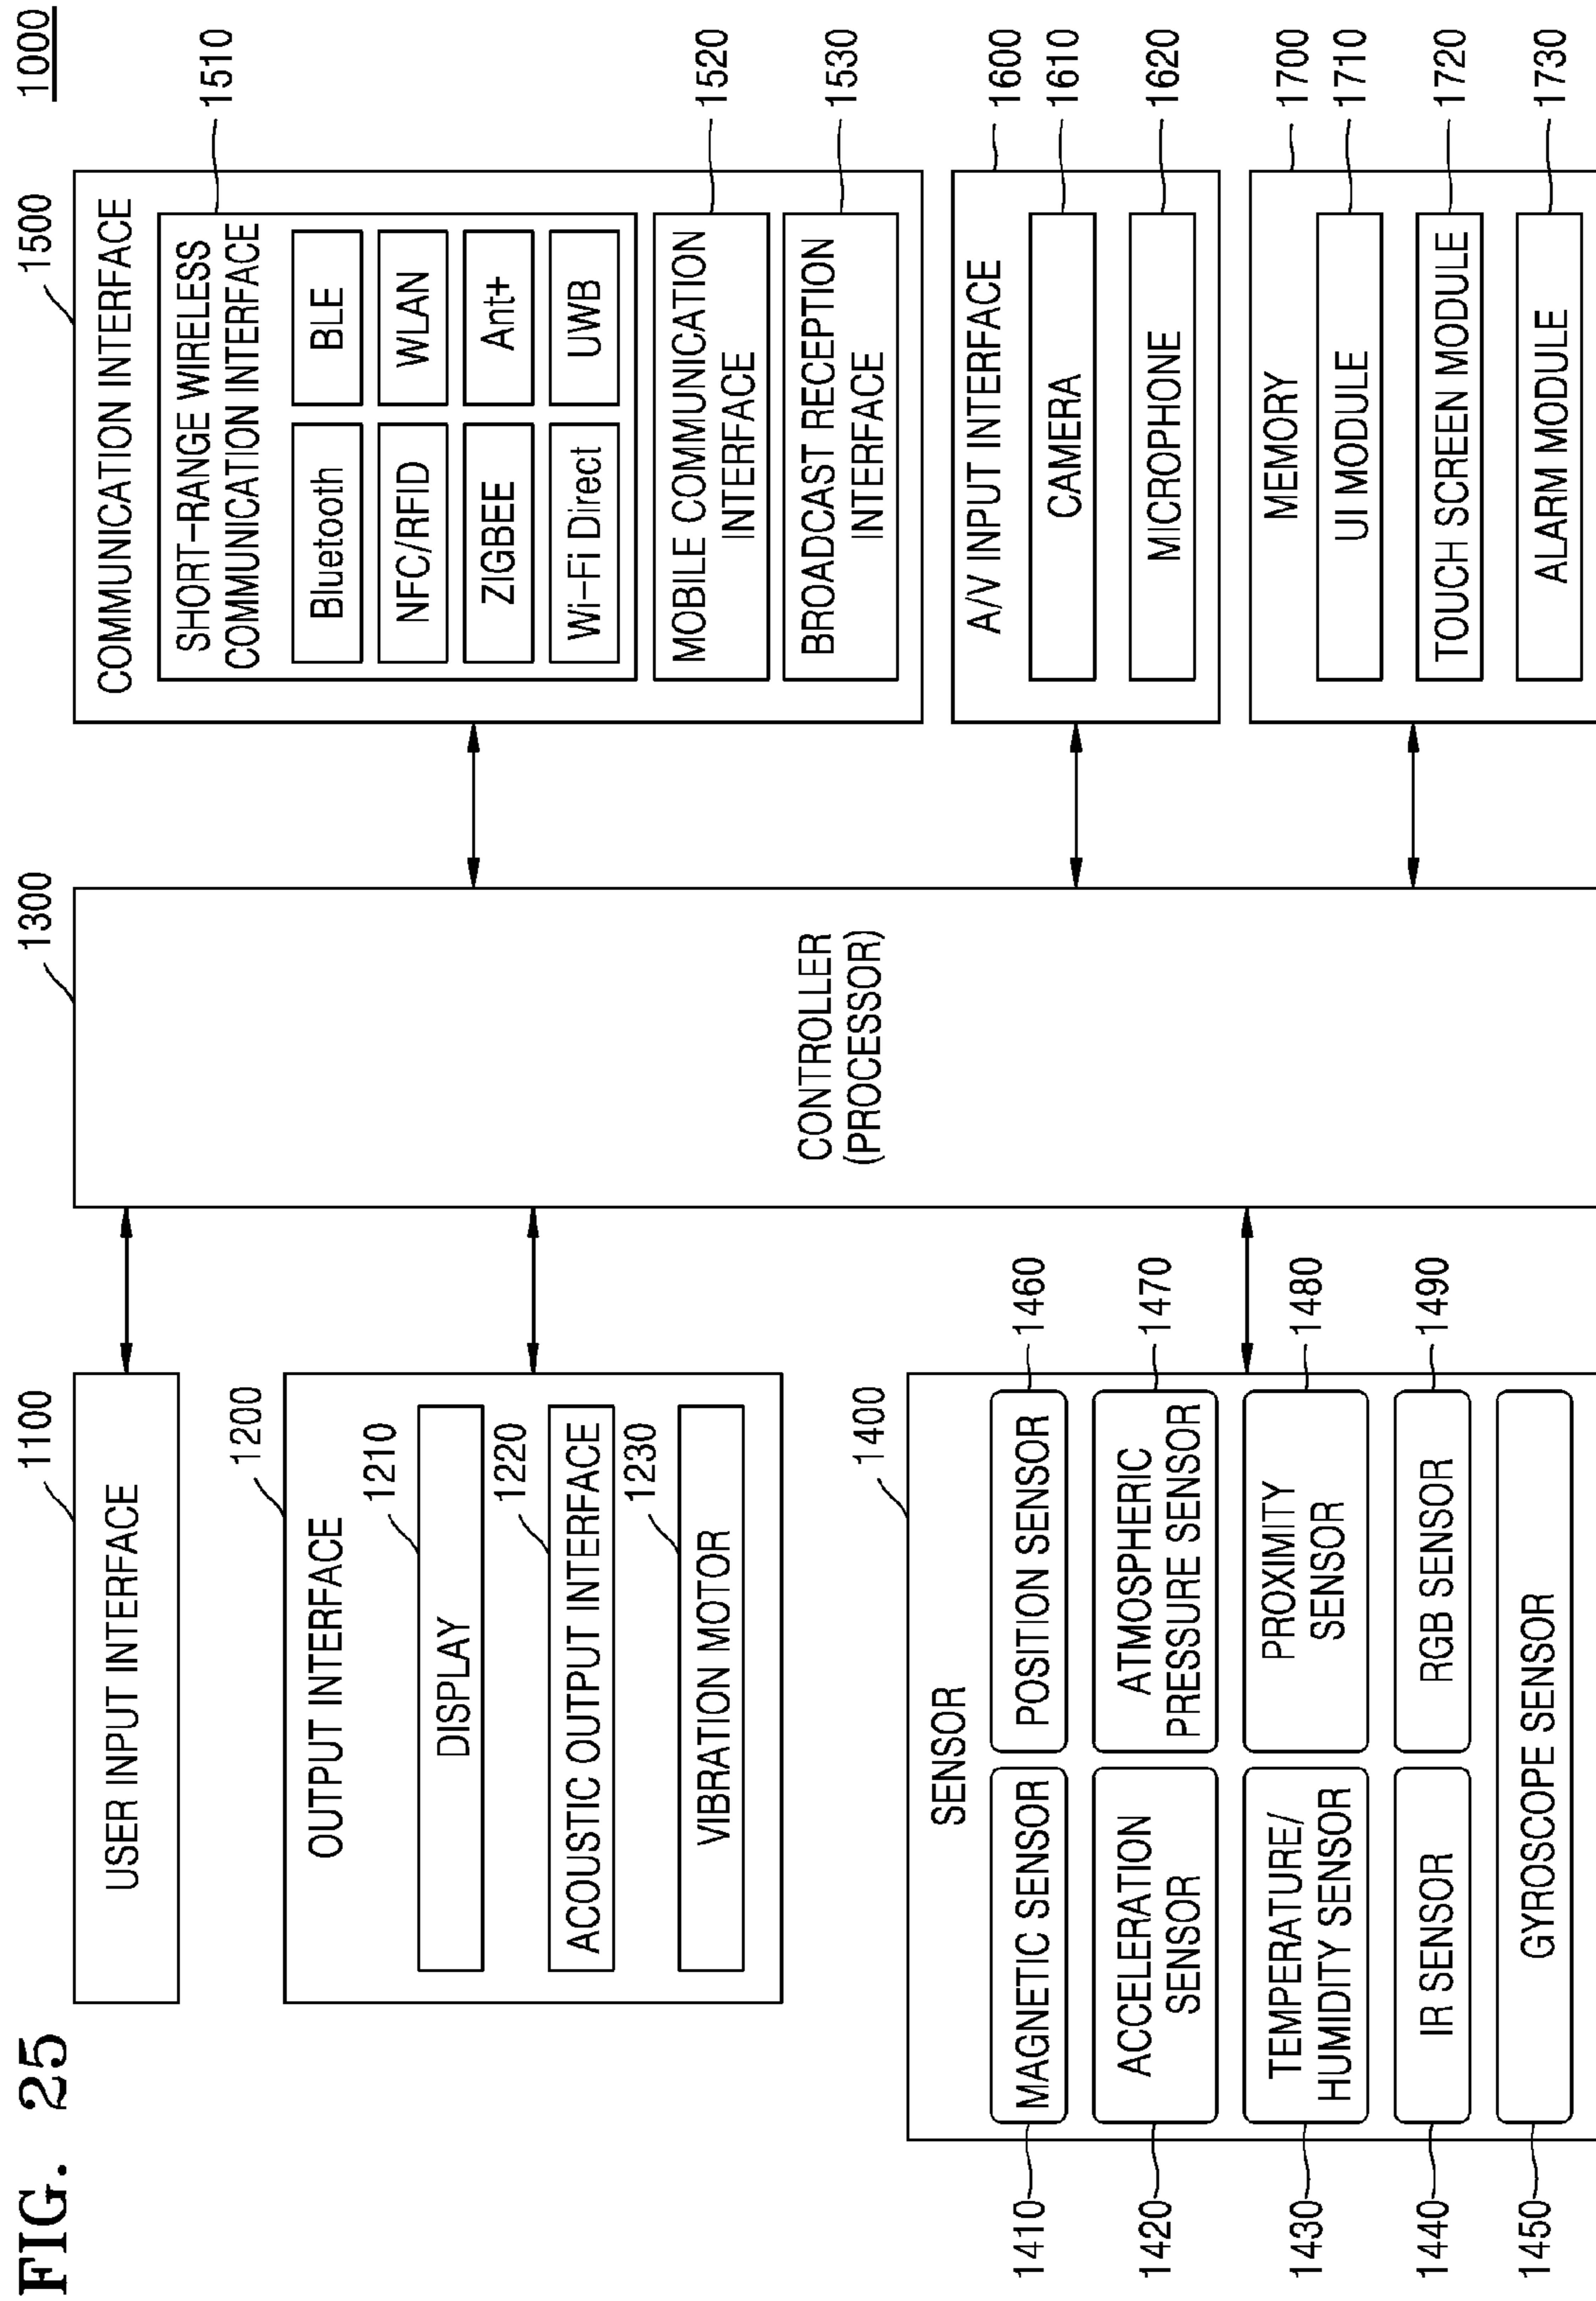 FIG. 25
1000
1100
USER INPUT INTERFACE
1200
OUTPUT INTERFACE
1210
DISPLAY
1220
ACOUSTIC OUTPUT INTERFACE
1230
VIBRATION MOTOR
1400
SENSOR
1410
MAGNETIC SENSOR
POSITION SENSOR
1460
1420
ACCELERATION
SENSOR
ATMOSPHERIC
PRESSURE SENSOR
1470
1430
TEMPERATURE/
HUMIDITY SENSOR
PROXIMITY
SENSOR
1480
1440
IR SENSOR
RGB SENSOR
1490
1450
GYROSCOPE SENSOR
1300
CONTROLLER
(PROCESSOR)
1500
COMMUNICATION INTERFACE
SHORT-RANGE WIRELESS
COMMUNICATION INTERFACE
1510
Bluetooth
BLE
NFC/RFID
WLAN
ZIGBEE
Ant+
Wi-Fi Direct
UWB
MOBILE COMMUNICATION
INTERFACE
1520
BROADCAST RECEPTION
INTERFACE
1530
A/V INPUT INTERFACE
1600
CAMERA
1610
MICROPHONE
1620
MEMORY
1700
UI MODULE
1710
TOUCH SCREEN MODULE
1720
ALARM MODULE
1730